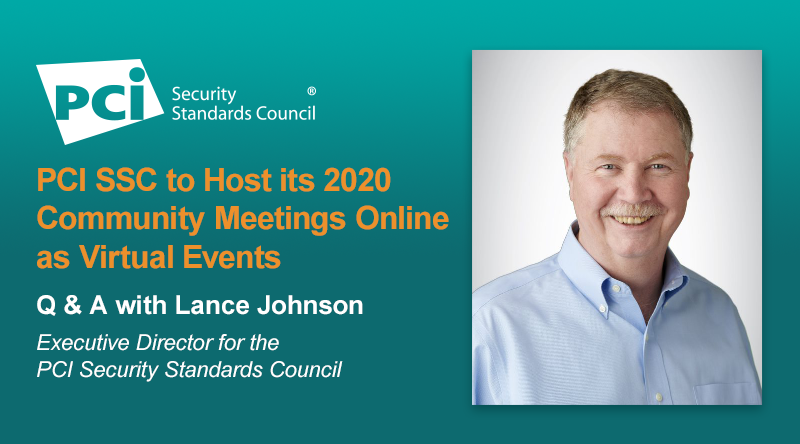 PCi Security ®
Standards Council
PCI SSC to Host its 2020
Community Meetings Online
as Virtual Events
Q & A with Lance Johnson
Executive Director for the
PCI Security Standards Council